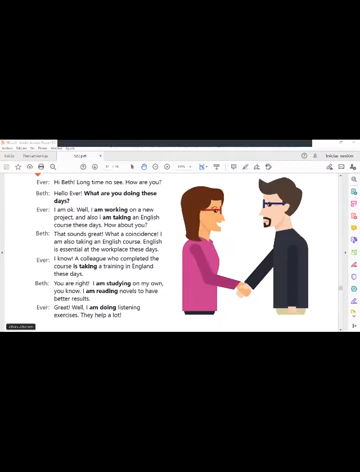 Ever: Hi Beth! Long time no see. How are you?
Beth: Hello Ever! What are you doing these
days?
Ever: I am ok. Well, I am working on a new
project, and also I am taking an English
course these days. How about you?
Beth: That sounds great! What a coincidence! I
am also taking an English course. English
is essential at the workplace these days.
Ever: I know! A colleague who completed the
course is taking a training in England
these days.
Beth: You are right! I am studying on my own,
you know. I am reading novels to have
better results.
Ever: Great! Well, I am doing listening
exercises. They help a lot!